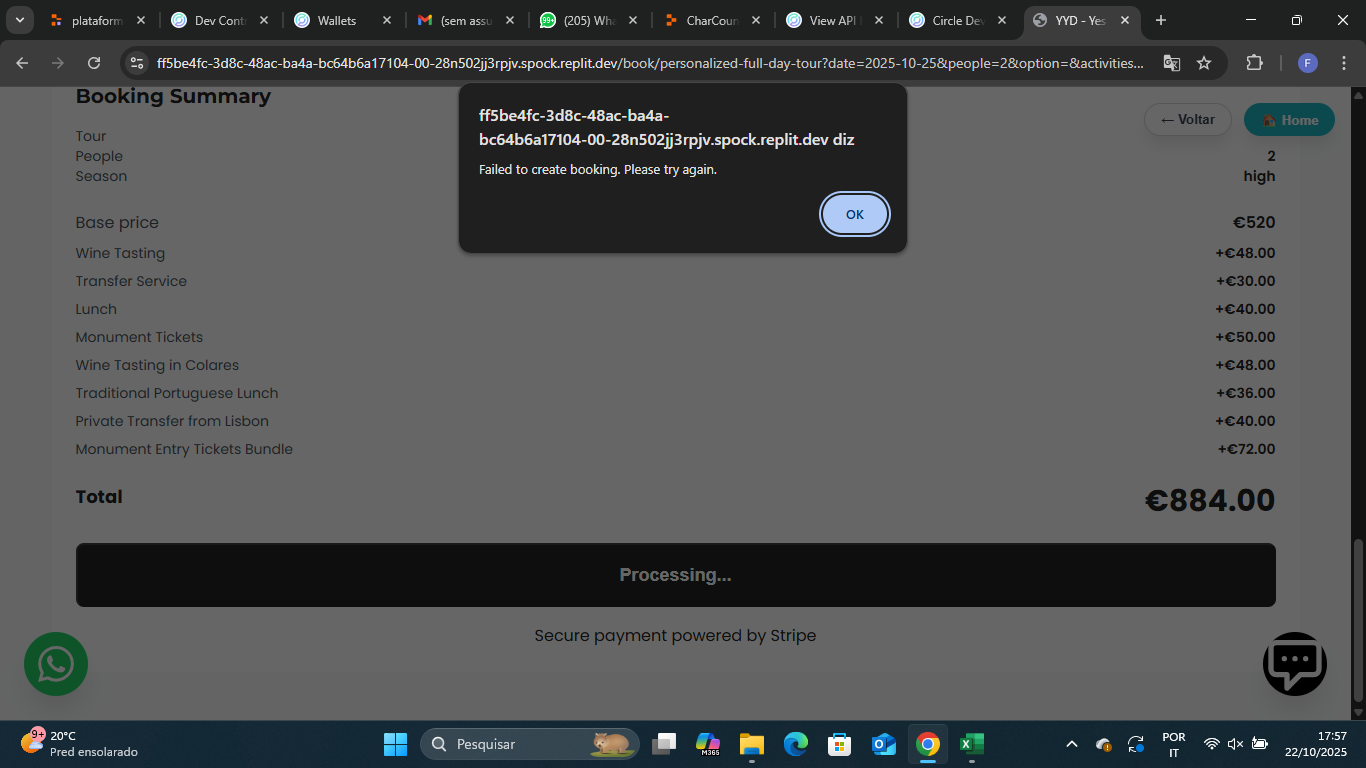 plataform
Dev Cont
Wallets
(sem assu
99+
(205) Wha
CharCoun
View API
Circle Dev
YYD - Yes
ff5be4fc-3d8c-48ac-ba4a-bc64b6a17104-00-28n502jj3rpjv.spock.replit.dev/book/personalized-full-day-tour?date=2025-10-25&people=2&option=&activities...
F
Booking Summary
← Voltar
Home
ff5be4fc-3d8c-48ac-ba4a-
bc64b6a17104-00-28n502jj3rpjv.spock.replit.dev diz
Failed to create booking. Please try again.
OK
Tour
People 2
Season high
Base price €520
Wine Tasting +€48.00
Transfer Service +€30.00
Lunch +€40.00
Monument Tickets +€50.00
Wine Tasting in Colares +€48.00
Traditional Portuguese Lunch +€36.00
Private Transfer from Lisbon +€40.00
Monument Entry Tickets Bundle +€72.00
Total €884.00
Processing...
Secure payment powered by Stripe
9+
20°C
Pred ensolarado
Pesquisar
M365
POR
IT
17:57
22/10/2025